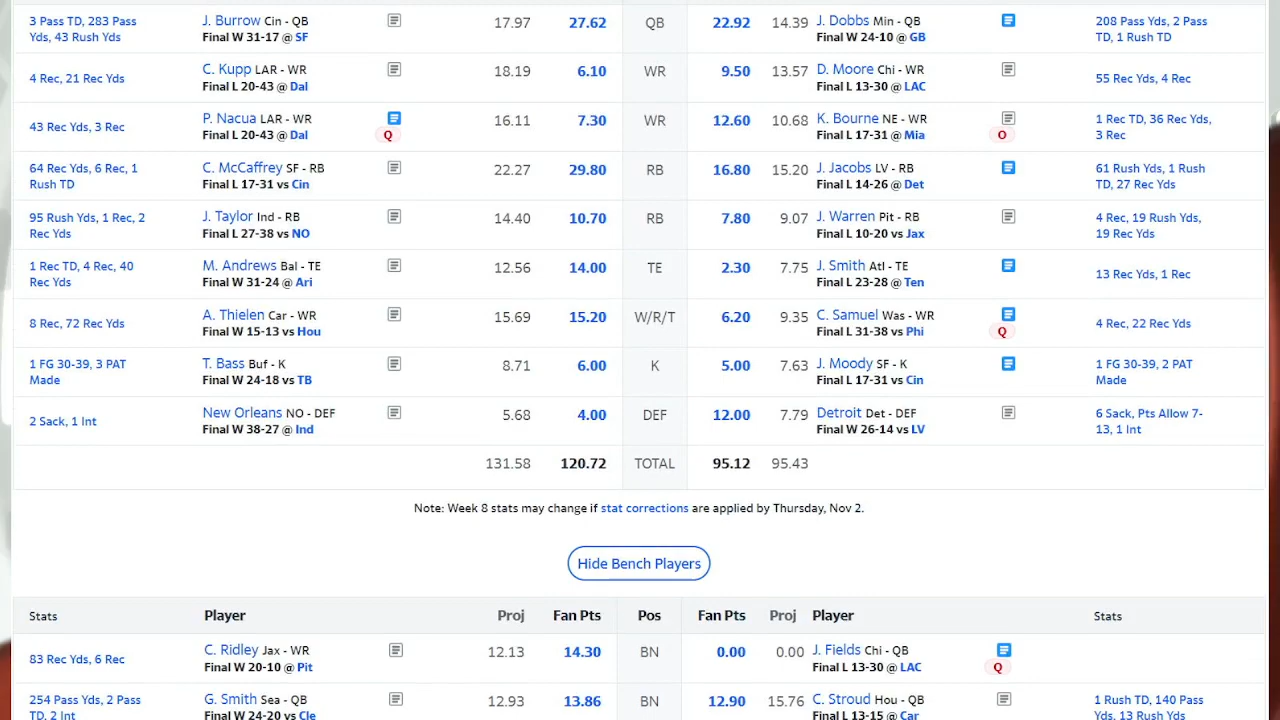 3 Pass TD, 283 Pass J. Burrow Cin - QB 17.97 27.62 QB 22.92 14.39 J. Dobbs Min - QB 208 Pass Yds, 2 Pass
Yds, 43 Rush Yds Final W 31-17 @ SF Final W 24-10 @ GB TD, 1 Rush TD
4 Rec, 21 Rec Yds C. Kupp LAR - WR 18.19 6.10 WR 9.50 13.57 D. Moore Chi - WR 55 Rec Yds, 4 Rec
Final L 20-43 @ Dal Final L 13-30 @ LAC
43 Rec Yds, 3 Rec P. Nacua LAR - WR 16.11 7.30 WR 12.60 10.68 K. Bourne NE - WR 1 Rec TD, 36 Rec Yds,
Final L 20-43 @ Dal Q Final L 17-31 @ Mia O 3 Rec
64 Rec Yds, 6 Rec, 1 C. McCaffrey SF - RB 22.27 29.80 RB 16.80 15.20 J. Jacobs LV - RB 61 Rush Yds, 1 Rush
Rush TD Final L 17-31 vs Cin Final L 14-26 @ Det TD, 27 Rec Yds
95 Rush Yds, 1 Rec, 2 J. Taylor Ind - RB 14.40 10.70 RB 7.80 9.07 J. Warren Pit - RB 4 Rec, 19 Rush Yds,
Rec Yds Final L 27-38 vs NO Final L 10-20 vs Jax 19 Rec Yds
1 Rec TD, 4 Rec, 40 M. Andrews Bal - TE 12.56 14.00 TE 2.30 7.75 J. Smith Atl - TE 13 Rec Yds, 1 Rec
Rec Yds Final W 31-24 @ Ari Final L 23-28 @ Ten
8 Rec, 72 Rec Yds A. Thielen Car - WR 15.69 15.20 W/R/T 6.20 9.35 C. Samuel Was - WR 4 Rec, 22 Rec Yds
Final W 15-13 vs Hou Final L 31-38 vs Phi Q
1 FG 30-39, 3 PAT T. Bass Buf - K 8.71 6.00 K 5.00 7.63 J. Moody SF - K 1 FG 30-39, 2 PAT
Made Final W 24-18 vs TB Final L 17-31 vs Cin Made
2 Sack, 1 Int New Orleans NO - DEF 5.68 4.00 DEF 12.00 7.79 Detroit Det - DEF 6 Sack, Pts Allow 7-
Final W 38-27 @ Ind Final W 26-14 vs LV 13, 1 Int
131.58 120.72 TOTAL 95.12 95.43
Note: Week 8 stats may change if stat corrections are applied by Thursday, Nov 2.
Hide Bench Players
Stats Player Proj Fan Pts Pos Fan Pts Proj Player Stats
83 Rec Yds, 6 Rec C. Ridley Jax - WR 12.13 14.30 BN 0.00 0.00 J. Fields Chi - QB
Final W 20-10 @ Pit Final L 13-30 @ LAC Q
254 Pass Yds, 2 Pass G. Smith Sea - QB 12.93 13.86 BN 12.90 15.76 C. Stroud Hou - QB 1 Rush TD, 140 Pass
TD, 2 Int Final W 24-20 vs Cle Final L 13-15 @ Car Yds, 13 Rush Yds